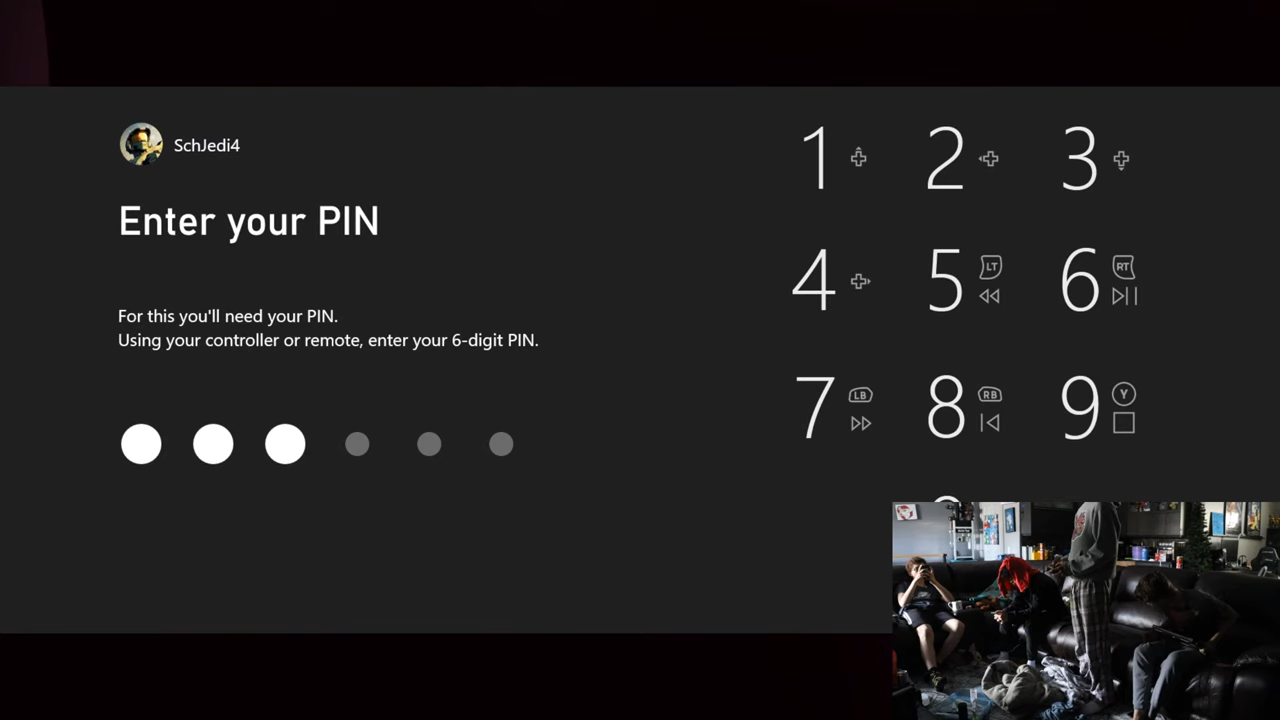 SchJedi4
Enter your PIN
For this you'll need your PIN.
Using your controller or remote, enter your 6-digit PIN.
1 2 3
4 5 LT 6 RT
7 LB 8 RB 9 Y